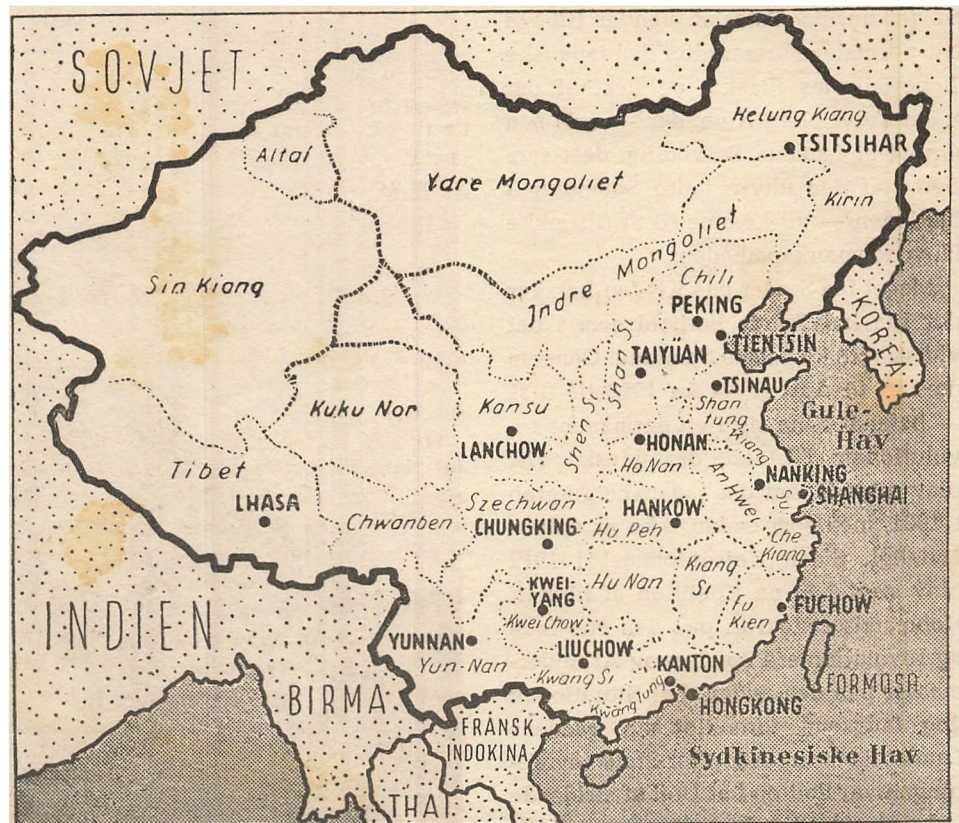 SOVJET
Helung Kiang
TSITSIHAR
Altai
Ydre Mongoliet
Kirin
Indre Mongoliet
Chili
Sin Kiang
PEKING
KOREA
TIENTSIN
TAIYÜAN
Shan Si
TSINAU
Kuku Nor
Kansu
Shen Si
Shan
tung
Gule-
Hav
LANCHOW
HONAN
Kiang
Su
Ho Nan
Tibet
An Hwei
NANKING
SHANGHAI
LHASA
Szechwan
HANKOW
Chwanben
CHUNGKING
Hu Peh
Che
Kiang
Kiang
Si
KWEI-
YANG
Hu Nan
INDIEN
Fu
Kien
FUCHOW
Kwei Chow
YUNNAN
LIUCHOW
Yun-Nan
KANTON
Kwang Si
FORMOSA
BIRMA
Kwang Tung
HONGKONG
FRANSK
INDOKINA
Sydkinesiske Hav
THAI